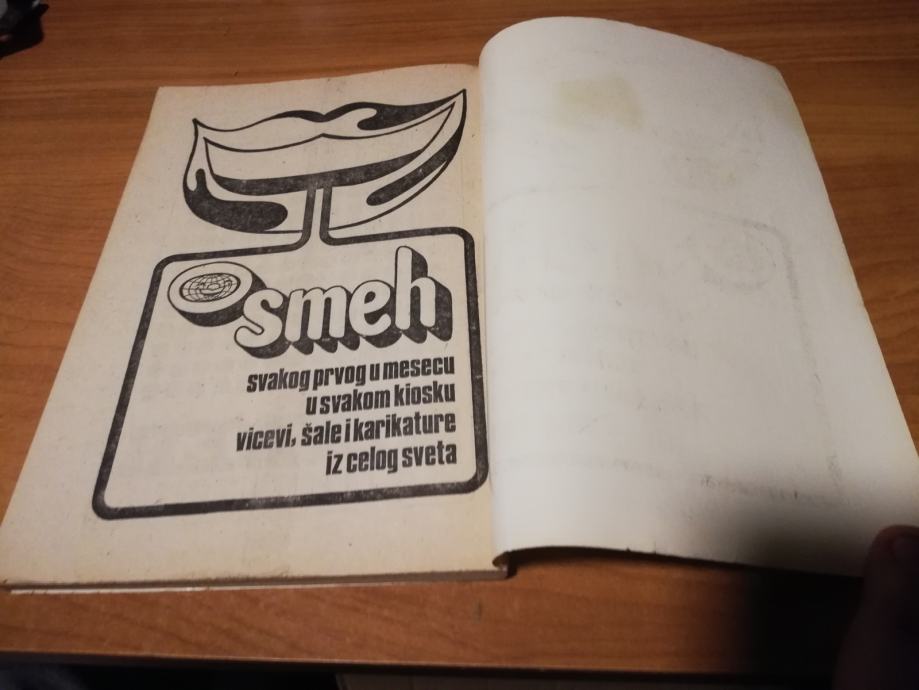 smeh
svakog prvog u mesecu
u svakom kiosku
vicevi, šale i karikature
iz celog sveta